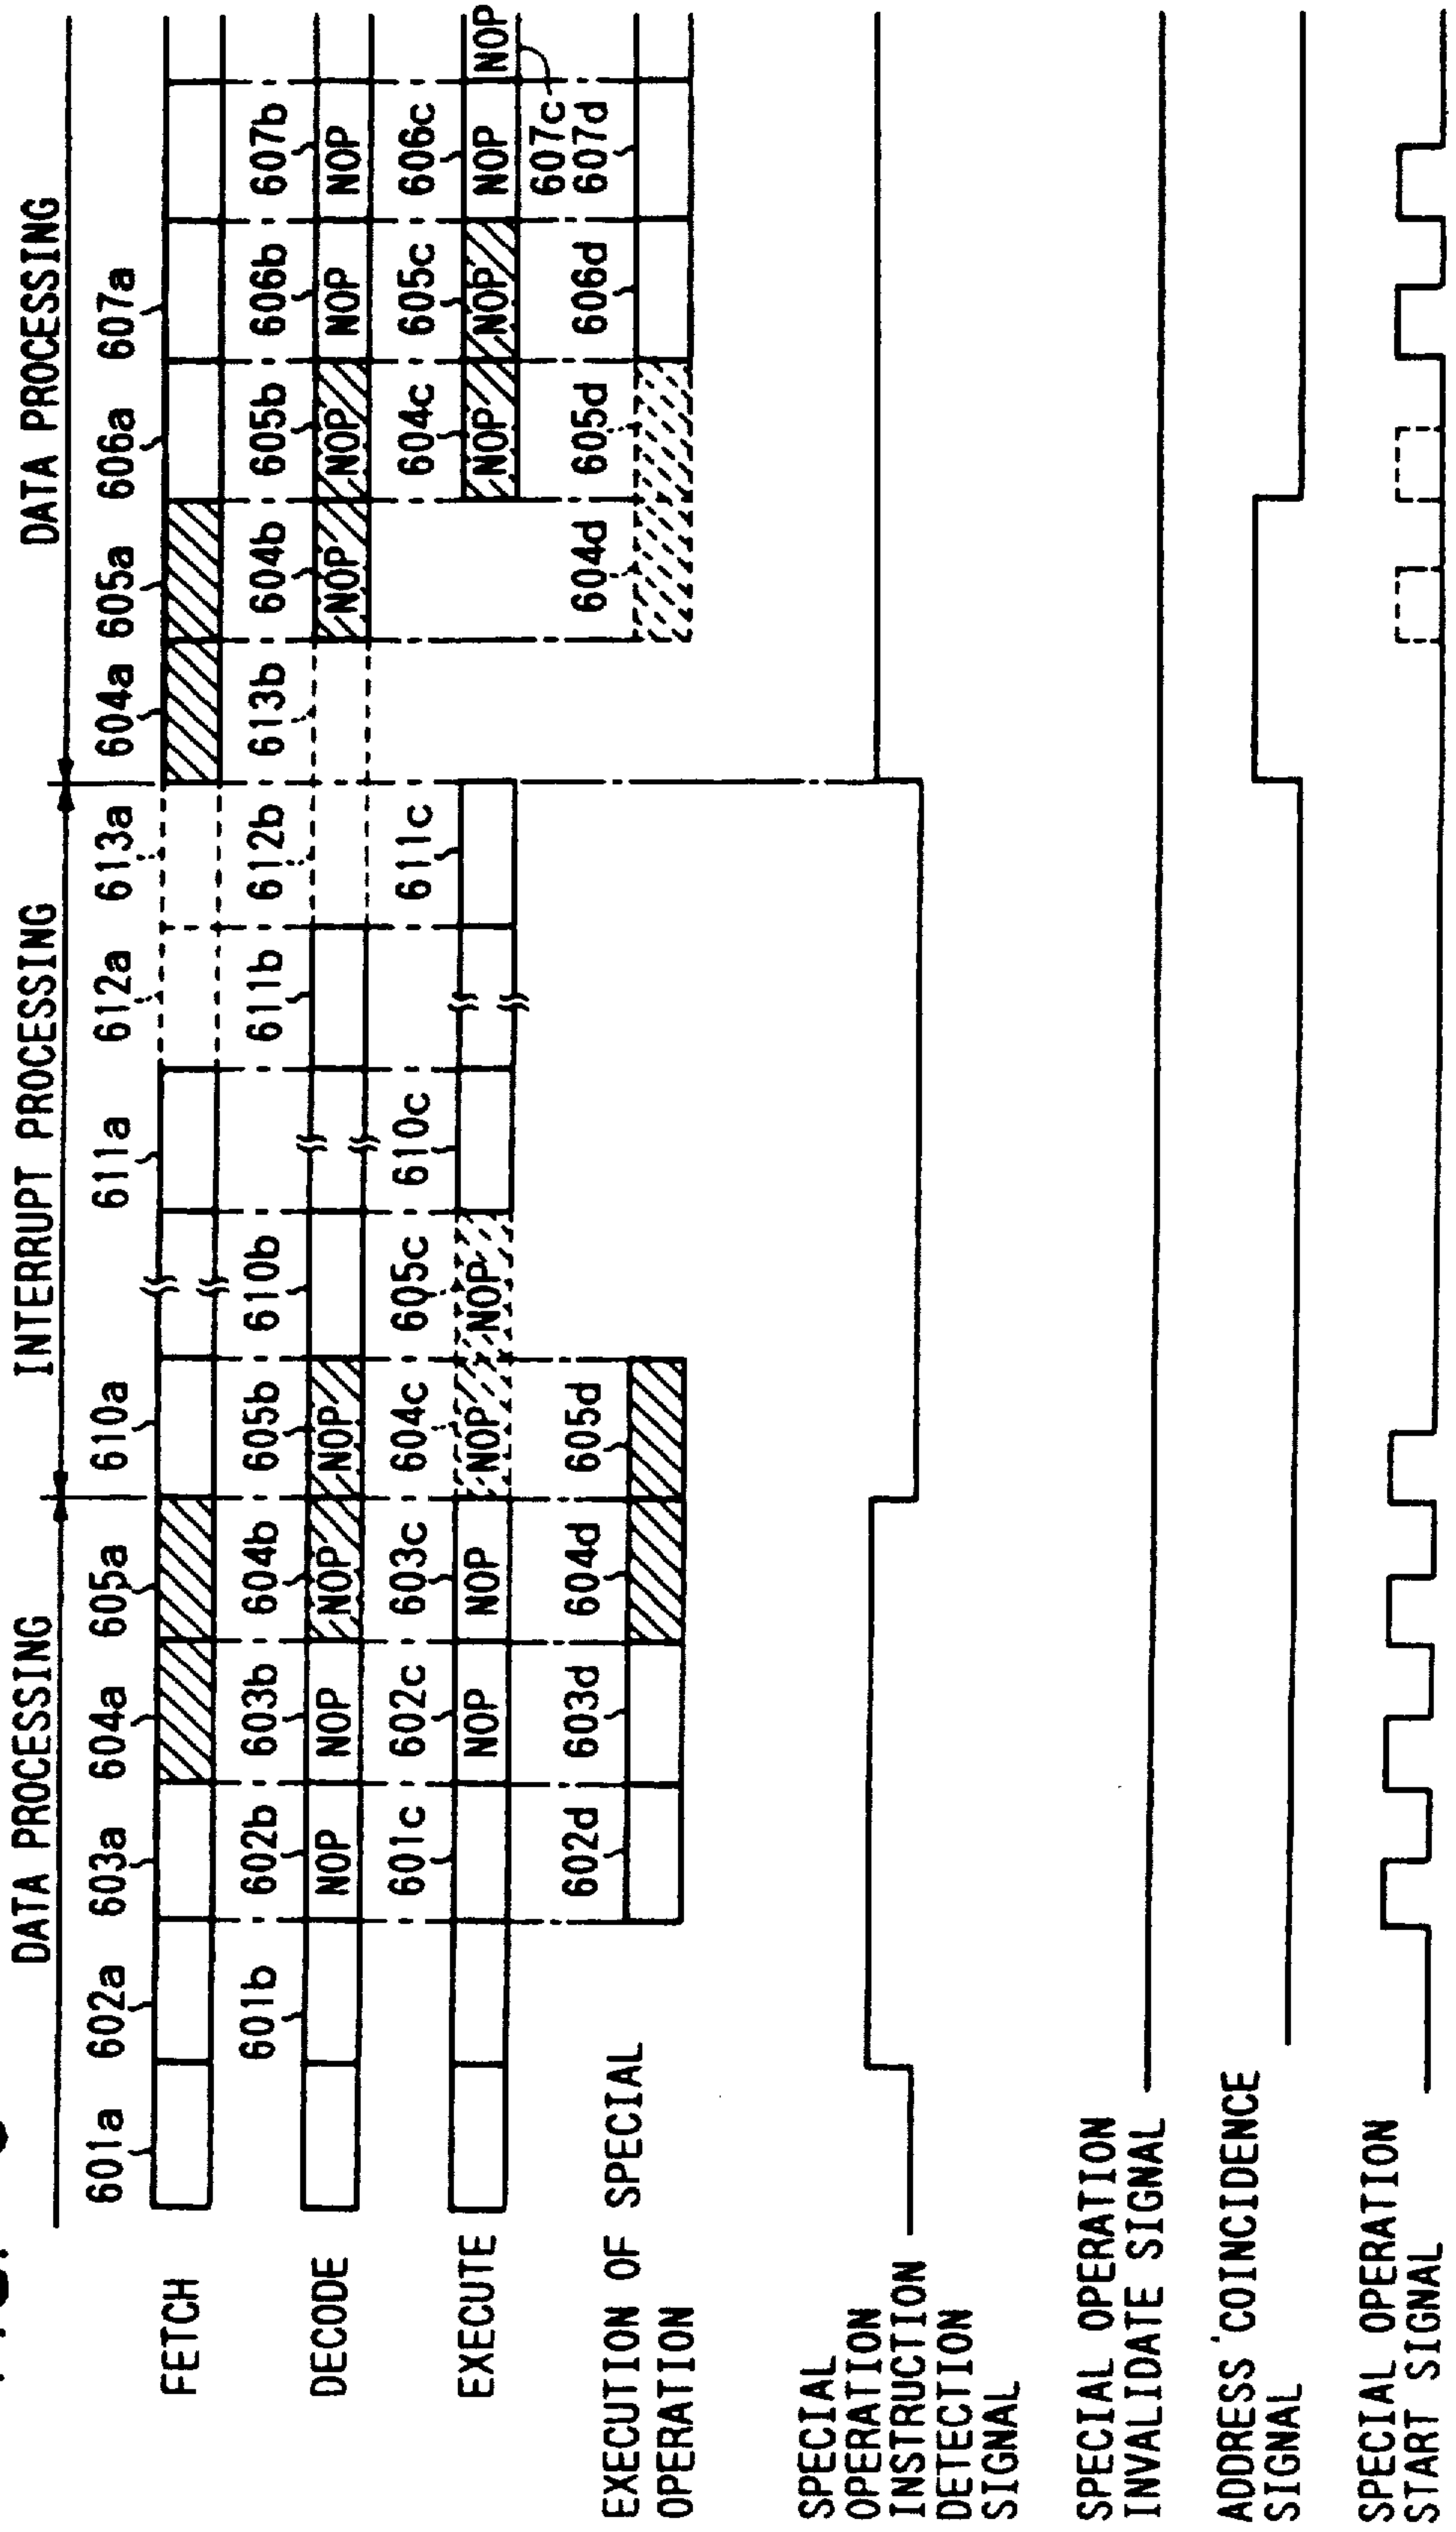 DATA PROCESSING INTERRUPT PROCESSING DATA PROCESSING
601a 602a 603a 604a 605a 610a 611a 612a 613a 604a 605a 606a 607a
FETCH
601b 602b 603b 604b 605b 610b 611b 612b 613b 604b 605b 606b 607b
DECODE NOP NOP NOP NOP NOP NOP NOP NOP
601c 602c 603c 604c 605c 610c 611c 604c 605c 606c
EXECUTE NOP NOP NOP NOP NOP NOP NOP NOP
607c
602d 603d 604d 605d 604d 605d 606d 607d
EXECUTION OF SPECIAL
OPERATION
SPECIAL
OPERATION
INSTRUCTION
DETECTION
SIGNAL
SPECIAL OPERATION
INVALIDATE SIGNAL
ADDRESS COINCIDENCE
SIGNAL
SPECIAL OPERATION
START SIGNAL